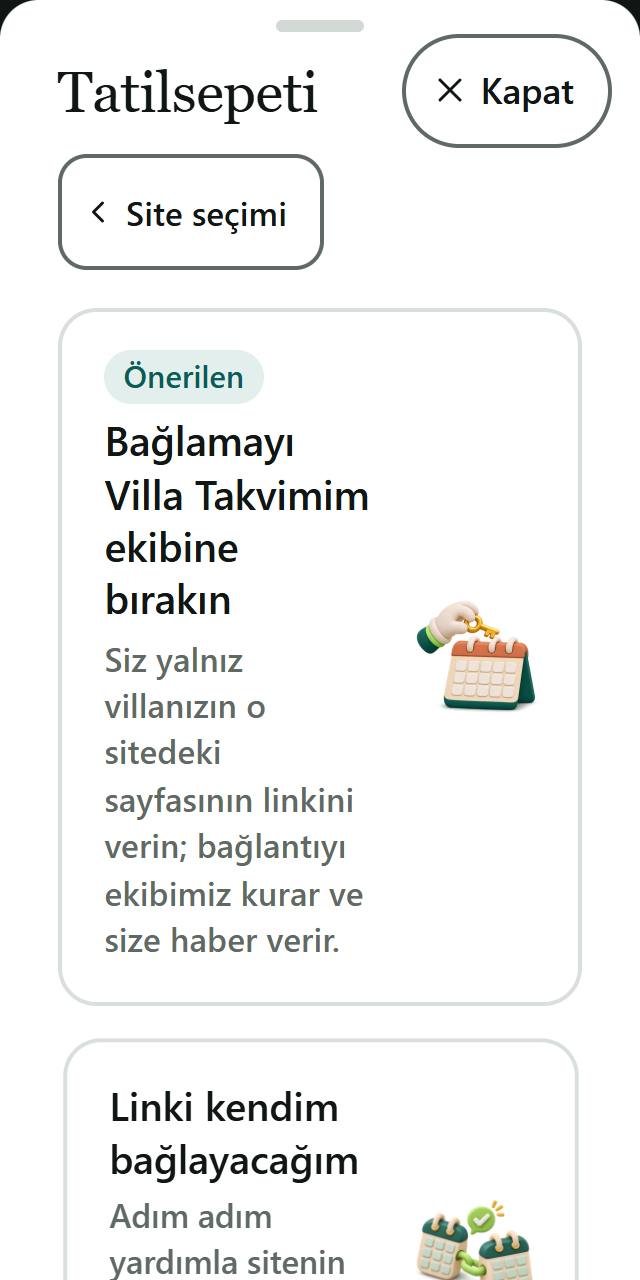 Tatilsepeti
Kapat
Site seçimi
Önerilen
Bağlamayı
Villa Takvimim
ekibine
bırakın
Siz yalnız
villanızın o
sitedeki
sayfasının linkini
verin; bağlantıyı
ekibimiz kurar ve
size haber verir.
Linki kendim
bağlayacağım
Adım adım
yardımla sitenin